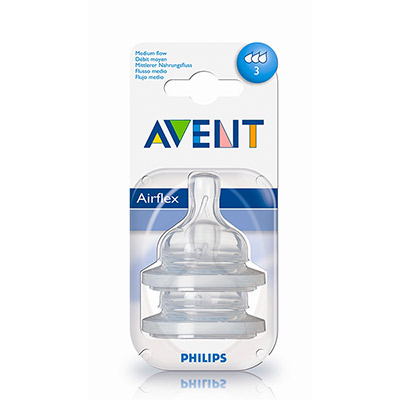 Medium flow
Débit moyen
Mittlerer Nahrungsfluss
Flusso medio
Flujo medio
3
AVENT
Airflex
PHILIPS